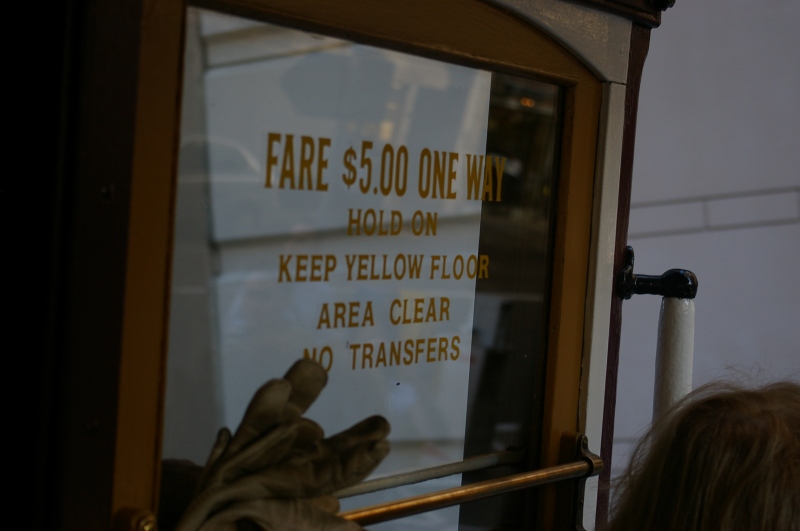 FARE $5.00 ONE WAY
HOLD ON
KEEP YELLOW FLOOR
AREA CLEAR
NO TRANSFERS